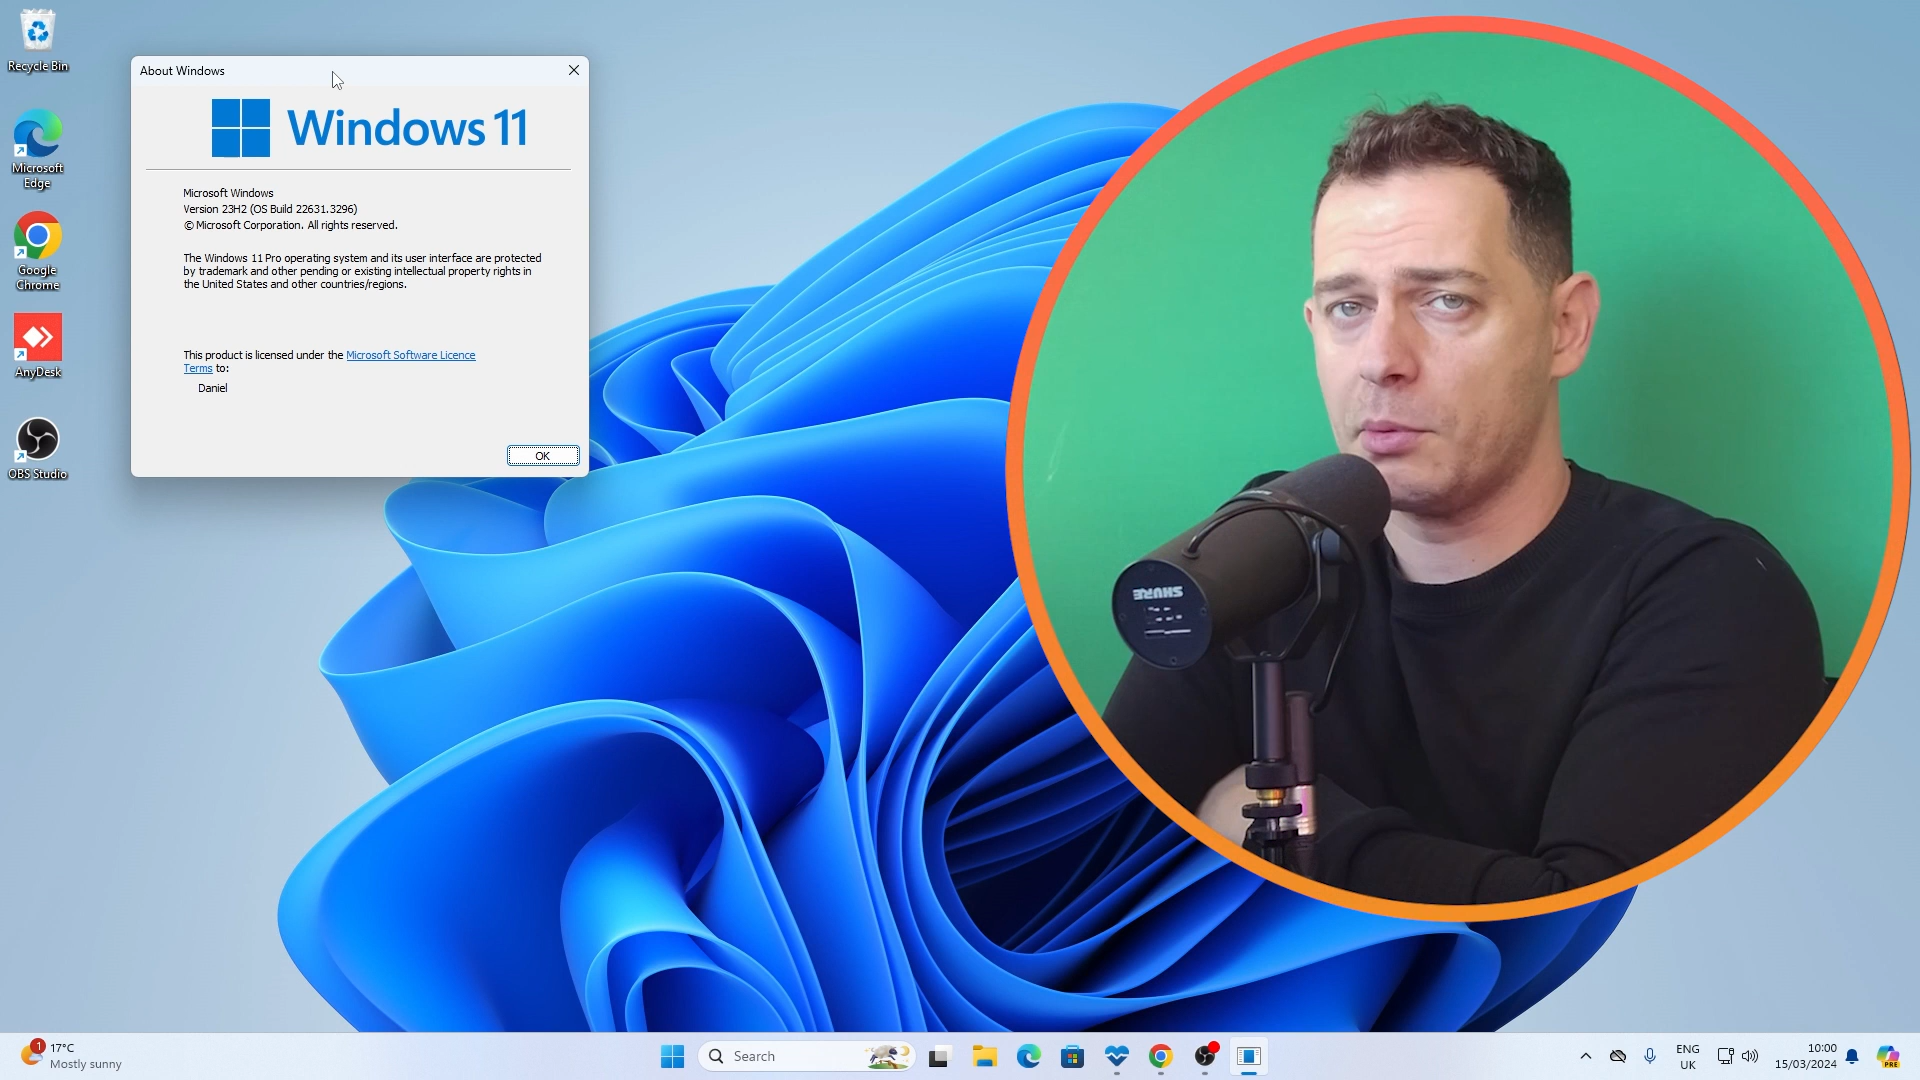 Recycle Bin
Microsoft
Edge
Google
Chrome
AnyDesk
OBS Studio
About Windows
Windows 11
Microsoft Windows
Version 23H2 (OS Build 22631.3296)
© Microsoft Corporation. All rights reserved.
The Windows 11 Pro operating system and its user interface are protected
by trademark and other pending or existing intellectual property rights in
the United States and other countries/regions.
This product is licensed under the Microsoft Software Licence
Terms to:
Daniel
OK
SHURE
1
17°C
Mostly sunny
Search
ENG
UK
10:00
15/03/2024
PRE